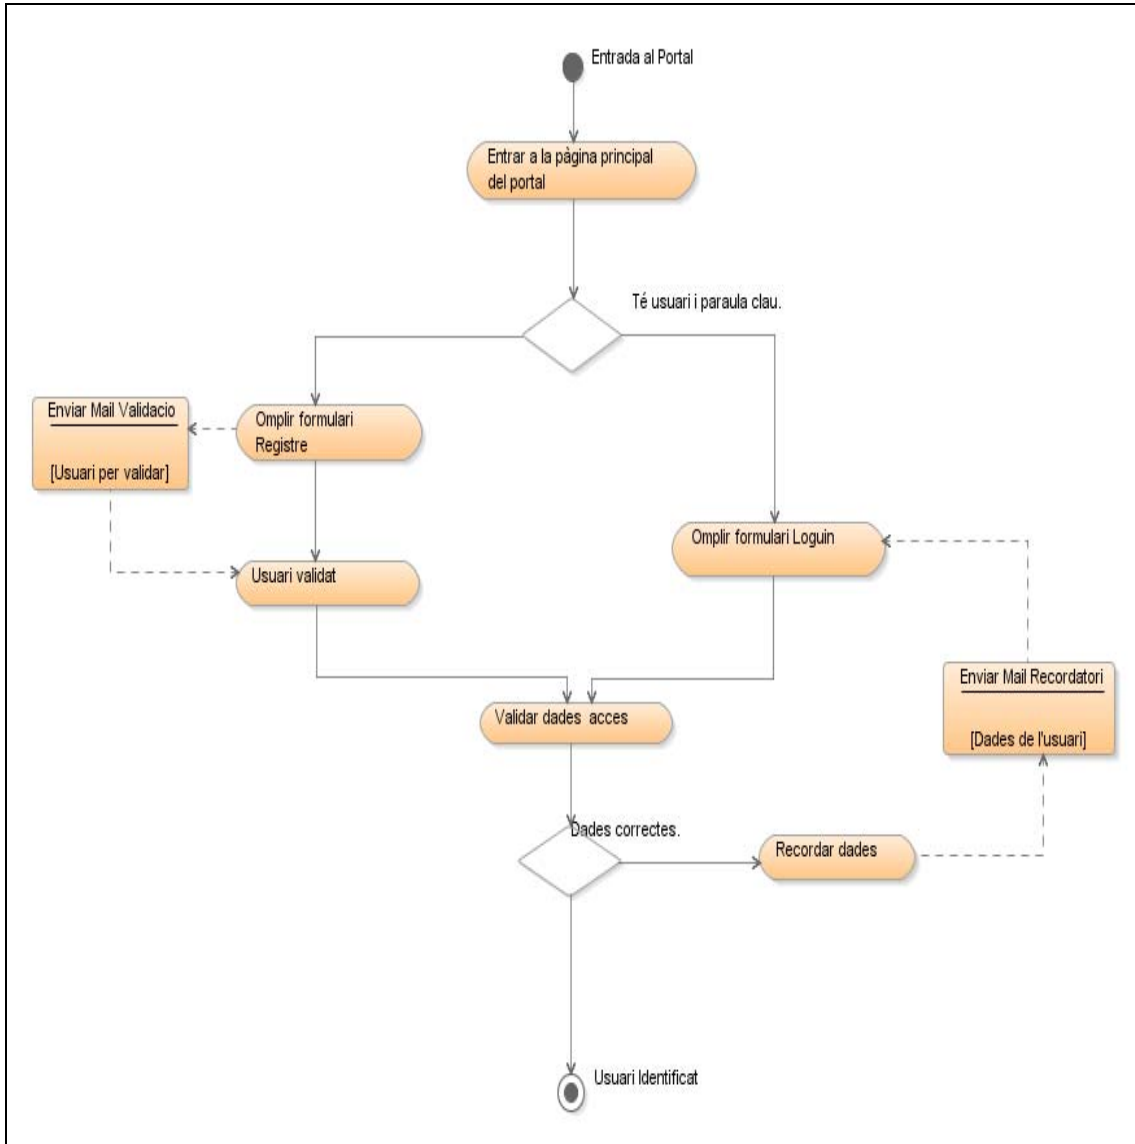 Entrada al Portal
Entrar a la pàgina principal
del portal
Té usuari i paraula clau.
Enviar Mail Validacio
[Usuari per validar]
Omplir formulari
Registre
Omplir formulari Loguin
Usuari validat
Enviar Mail Recordatori
[Dades de l'usuari]
Validar dades acces
Dades correctes.
Recordar dades
Usuari Identificat